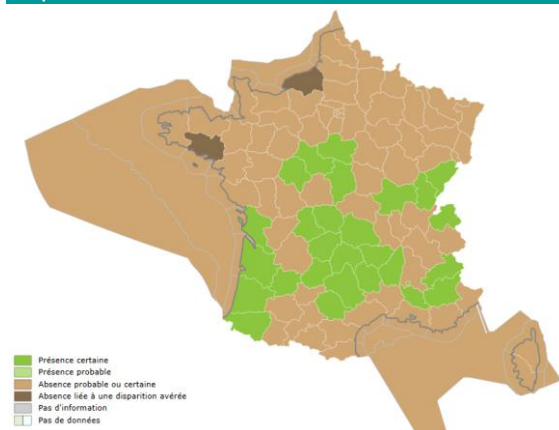 Présence certaine
Présence probable
Absence probable ou certaine
Absence liée à une disparition avérée
Pas d'information
Pas de données